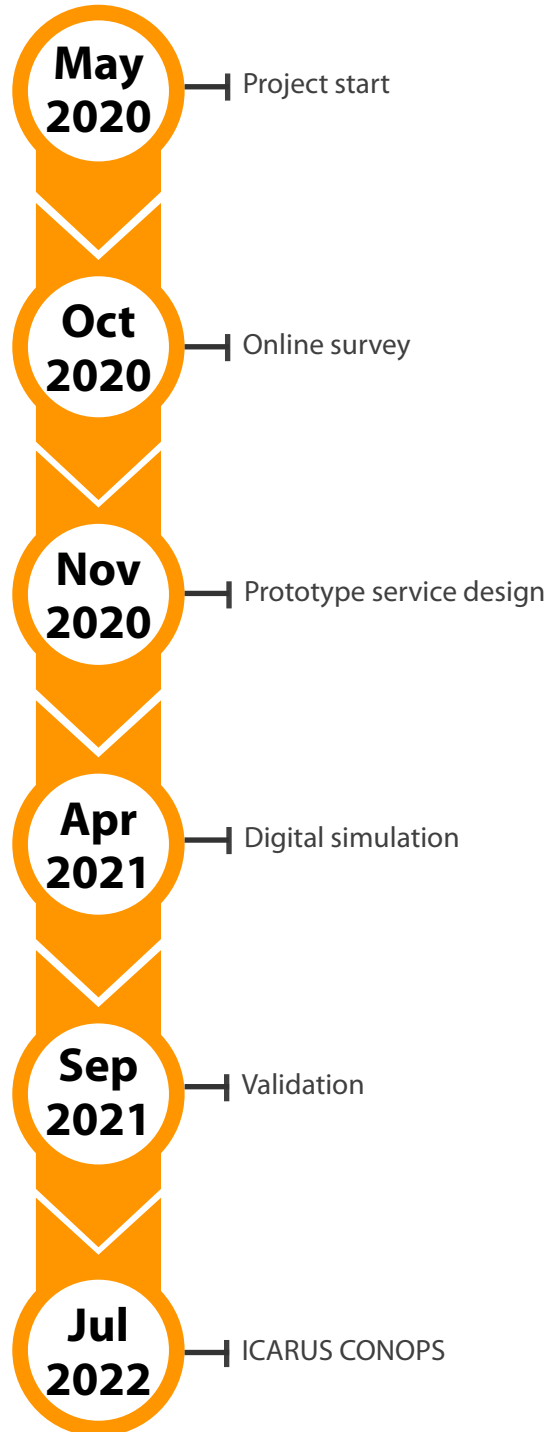 May
2020
Project start
Oct
2020
Online survey
Nov
2020
Prototype service design
Apr
2021
Digital simulation
Sep
2021
Validation
Jul
2022
ICARUS CONOPS